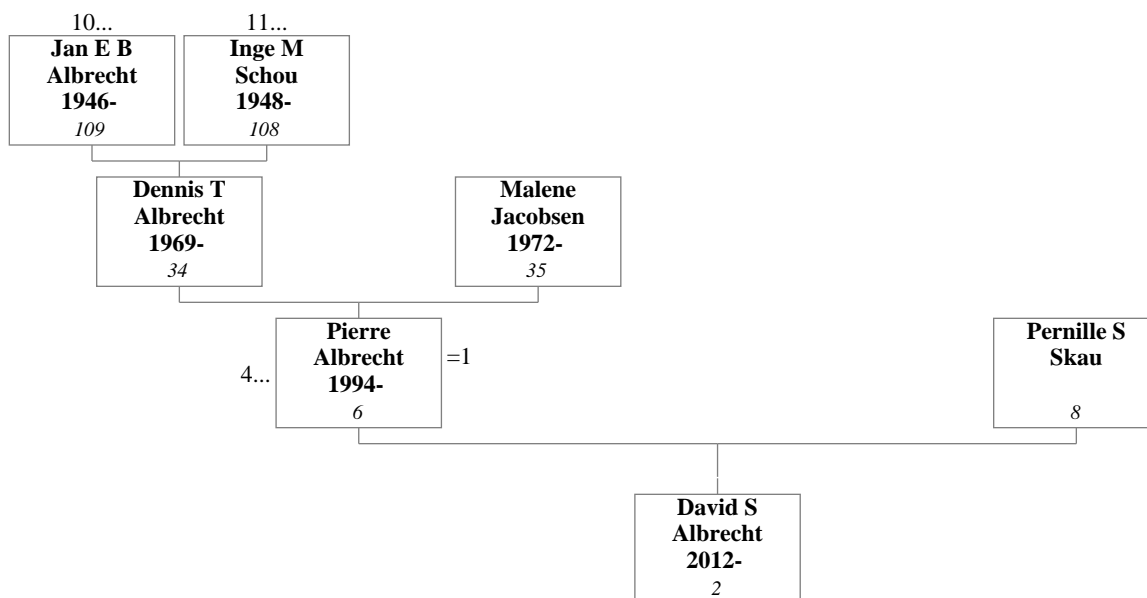 10...
11...
Jan E B
Albrecht
1946-
109
Inge M
Schou
1948-
108
Dennis T
Albrecht
1969-
34
Malene
Jacobsen
1972-
35
4...
Pierre
Albrecht
1994-
6
=1
Pernille S
Skau
8
David S
Albrecht
2012-
2